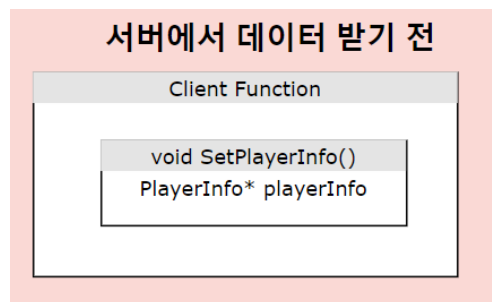 서버에서 데이터 받기 전
Client Function
void SetPlayerInfo()
PlayerInfo* playerInfo